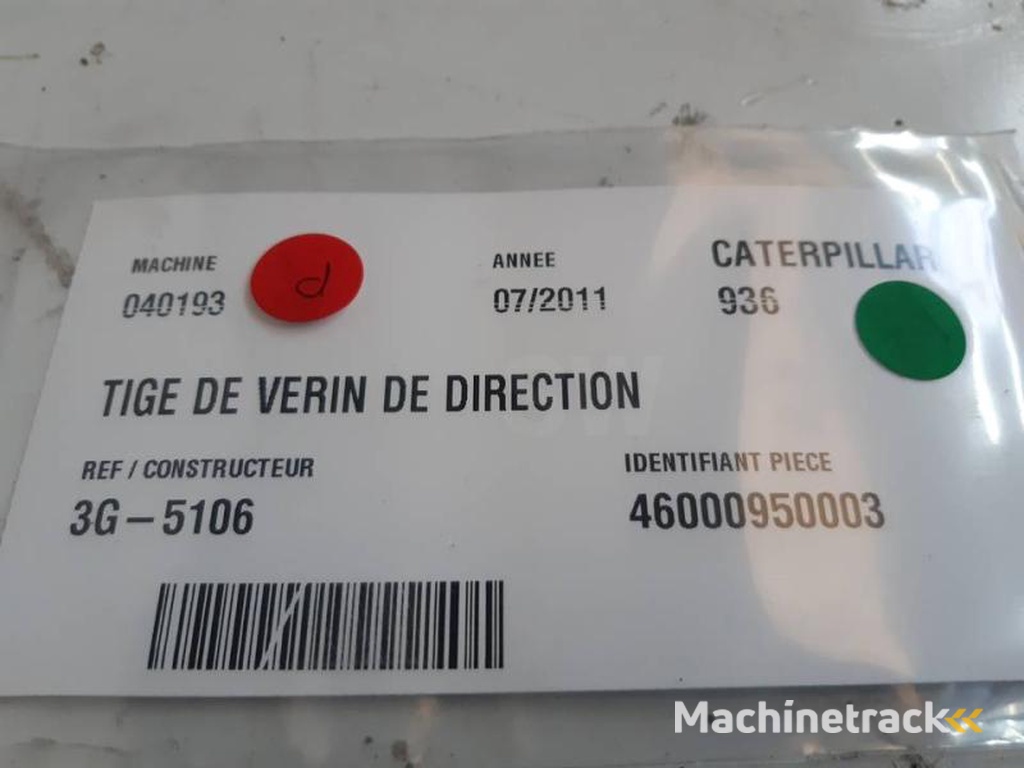 MACHINE
040193
d
ANNEE
07/2011
CATERPILLAR
936
TIGE DE VERIN DE DIRECTION
REF / CONSTRUCTEUR
3G – 5106
IDENTIFIANT PIECE
46000950003
Machinetrack